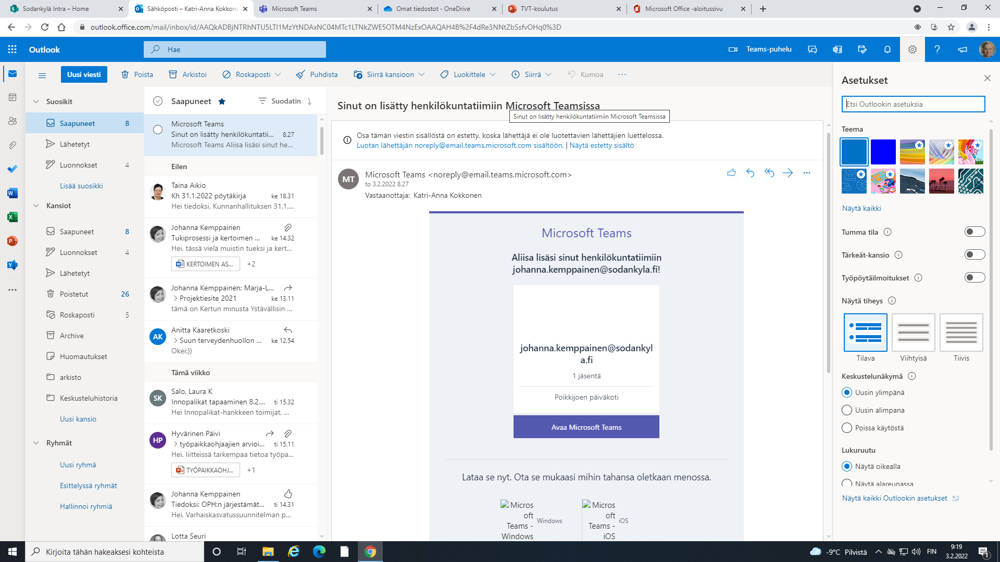 Sodankylä Intra – Home
Sähköposti – Katri-Anna Kokkone
Microsoft Teams
Omat tiedostot - OneDrive
TVT-koulutus
Microsoft Office -aloitussivu
outlook.office.com/mail/inbox/id/AAQkADBjNTRhNTU5LTI1MzYtNDAxNC04MTc1LTNkZWE5OTM4NzExOAAQAH4B%2F4dRe3NNtZbSsfvOHq0%3D
Outlook
Hae
Teams-puhelu
Uusi viesti
Poista
Arkistoi
Roskaposti
Puhdista
Siirrä kansioon
Luokittele
Siirrä
Kumoa
Suosikit
Saapuneet 8
Lähetetyt
Luonnokset 4
Lisää suosikki
Kansiot
Saapuneet 8
Luonnokset 4
Lähetetyt
Poistetut 26
Roskaposti 5
Archive
Huomautukset
arkisto
Keskusteluhistoria
Uusi kansio
Ryhmät
Uusi ryhmä
Esittelyssä ryhmät
Hallinnoi ryhmiä
Saapuneet
Suodatin
Microsoft Teams
Sinut on lisätty henkilökuntatii... 8.27
Microsoft Teams Aliisa lisäsi sinut he...
Eilen
Taina Aikio
Kh 31.1.2022 pöytäkirja ke 18.31
Hei tiedoksi, Kunnanhallituksen 31.1....
Johanna Kemppainen
Tukiprosessi ja kertoimen ... ke 14.32
Hei, tässä vielä muistin tueksi ja kert...
KERTOIMEN AS... +2
Johanna Kemppainen; Marja-L...
Projektiesite 2021 ke 13.11
tämä on Kertun minusta Ystävällisin ...
AK
Anitta Kaaretkoski
Suun terveydenhuollon ... ke 12.54
Okei:))
Tämä viikko
SK
Salo, Laura K
Innopalikat tapaaminen 8.2.... ti 15.32
Hei Innopalikat-hankkeen toimijat, ...
HP
Hyvärinen Päivi
työpaikkaohjaajien arvioi... ti 15.11
Hei, liitteissä tarkempaa tietoa työpa...
TYÖPAIKKAOHJ... +1
Johanna Kemppainen
Tiedoksi: OPH:n järjestämät... ti 14.31
Hei, Varhaiskasvatussuunnitelman p...
Lotta Seuri
Sinut on lisätty henkilökuntatiimiin Microsoft Teamsissa
Sinut on lisätty henkilökuntatiimiin Microsoft Teamsissa
Osa tämän viestin sisällöstä on estetty, koska lähettäjä ei ole luotettavien lähettäjien luettelossa.
Luotan lähettäjän noreply@email.teams.microsoft.com sisältöön. | Näytä estetty sisältö
MT
Microsoft Teams <noreply@email.teams.microsoft.com>
to 3.2.2022 8.27
Vastaanottaja: Katri-Anna Kokkonen
Microsoft Teams
Aliisa lisäsi sinut henkilökuntatiimiin
johanna.kemppainen@sodankyla.fi!
johanna.kemppainen@sodankyl
a.fi
1 jäsentä
Poikkijoen päiväkoti
Avaa Microsoft Teams
Lataa se nyt. Ota se mukaasi mihin tahansa oletkaan menossa.
Micros
oft
Teams -
Windows
Windows
Micros
oft
Teams -
iOS
iOS
Asetukset
Etsi Outlookin asetuksia
Teema
Näytä kaikki
Tumma tila
Tärkeät-kansio
Työpöytäilmoitukset
Näytä tiheys
Tilava
Viihtyisä
Tiivis
Keskustelunäkymä
Uusin ylimpänä
Uusin alimpana
Poissa käytöstä
Lukuruutu
Näytä oikealla
Näytä alareunassa
Näytä kaikki Outlookin asetukset
Kirjoita tähän hakeaksesi kohteista
-9°C Pilvistä
FIN
9:19
3.2.2022
1